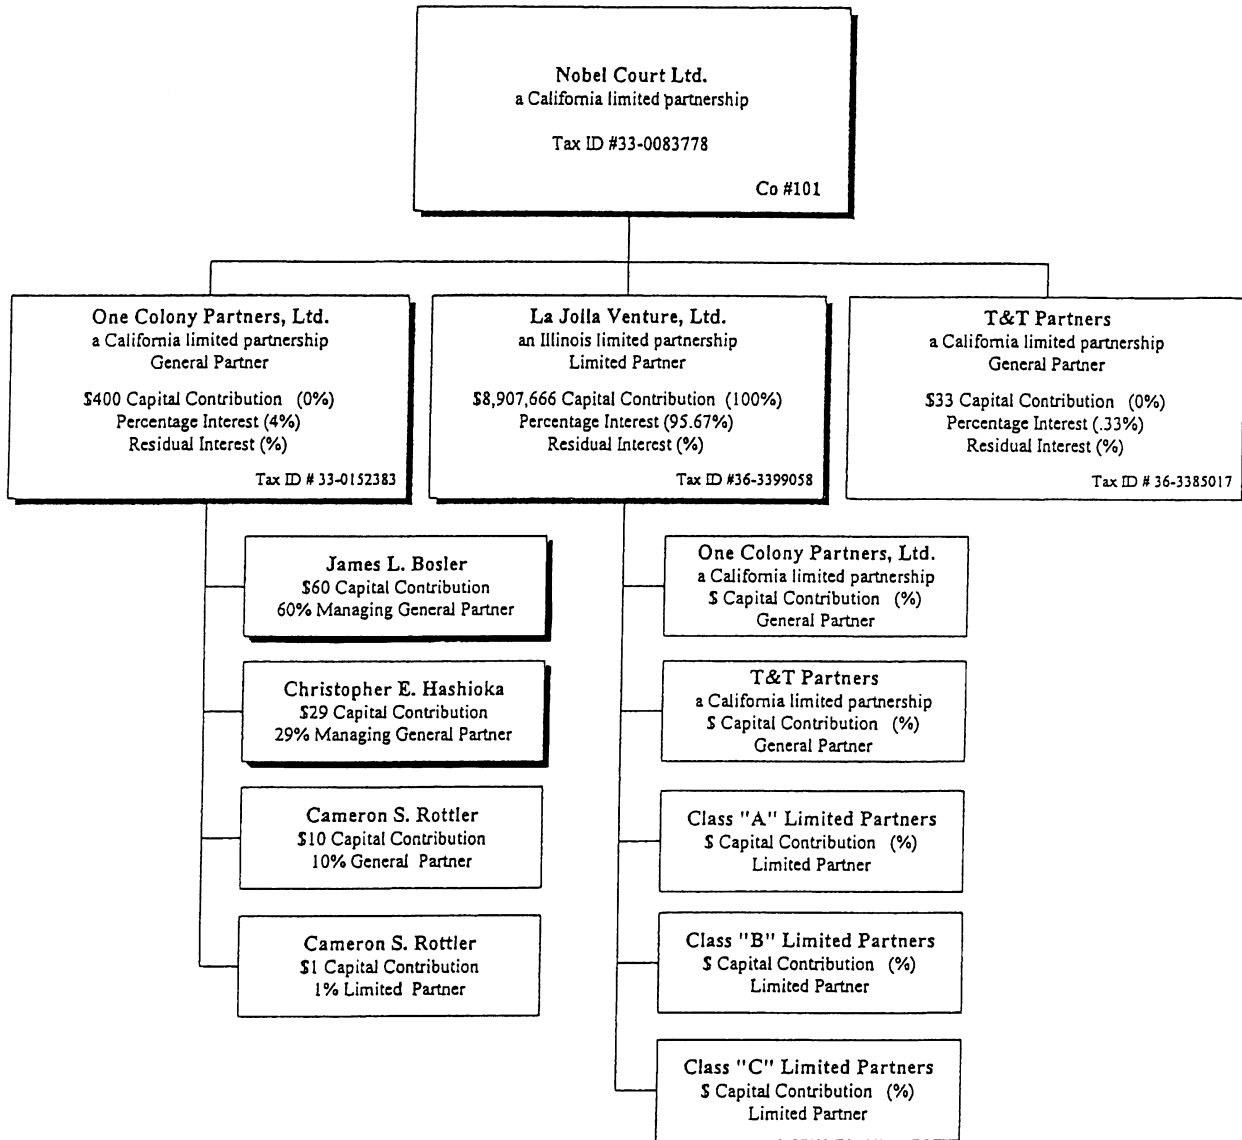 Nobel Court Ltd.
a California limited partnership
Tax ID #33-0083778
Co #101
One Colony Partners, Ltd.
a California limited partnership
General Partner
$400 Capital Contribution (0%)
Percentage Interest (4%)
Residual Interest (%)
Tax ID # 33-0152383
La Jolla Venture, Ltd.
an Illinois limited partnership
Limited Partner
$8,907,666 Capital Contribution (100%)
Percentage Interest (95.67%)
Residual Interest (%)
Tax ID #36-3399058
T&T Partners
a California limited partnership
General Partner
$33 Capital Contribution (0%)
Percentage Interest (.33%)
Residual Interest (%)
Tax ID # 36-3385017
James L. Bosler
$60 Capital Contribution
60% Managing General Partner
Christopher E. Hashioka
$29 Capital Contribution
29% Managing General Partner
Cameron S. Rottler
$10 Capital Contribution
10% General Partner
Cameron S. Rottler
$1 Capital Contribution
1% Limited Partner
One Colony Partners, Ltd.
a California limited partnership
$ Capital Contribution (%)
General Partner
T&T Partners
a California limited partnership
$ Capital Contribution (%)
General Partner
Class "A" Limited Partners
$ Capital Contribution (%)
Limited Partner
Class "B" Limited Partners
$ Capital Contribution (%)
Limited Partner
Class "C" Limited Partners
$ Capital Contribution (%)
Limited Partner